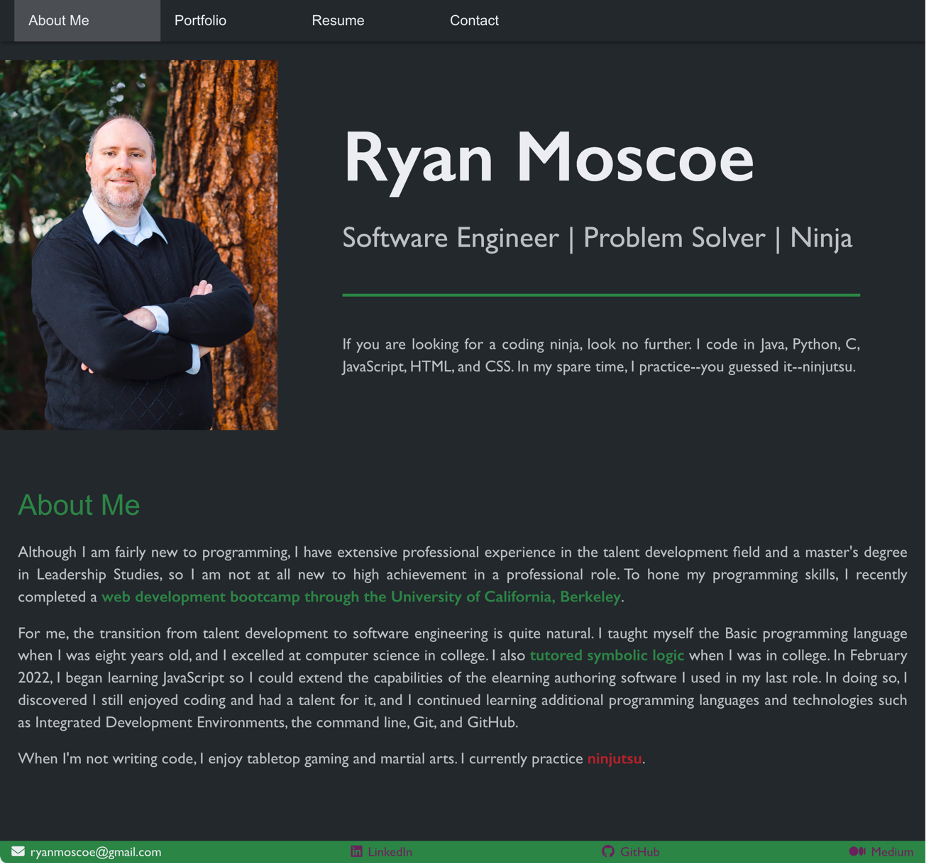 About Me Portfolio Resume Contact
Ryan Moscoe
Software Engineer | Problem Solver | Ninja
If you are looking for a coding ninja, look no further. I code in Java, Python, C,
JavaScript, HTML, and CSS. In my spare time, I practice--you guessed it--ninjutsu.
About Me
Although I am fairly new to programming, I have extensive professional experience in the talent development field and a master's degree
in Leadership Studies, so I am not at all new to high achievement in a professional role. To hone my programming skills, I recently
completed a web development bootcamp through the University of California, Berkeley.
For me, the transition from talent development to software engineering is quite natural. I taught myself the Basic programming language
when I was eight years old, and I excelled at computer science in college. I also tutored symbolic logic when I was in college. In February
2022, I began learning JavaScript so I could extend the capabilities of the elearning authoring software I used in my last role. In doing so, I
discovered I still enjoyed coding and had a talent for it, and I continued learning additional programming languages and technologies such
as Integrated Development Environments, the command line, Git, and GitHub.
When I'm not writing code, I enjoy tabletop gaming and martial arts. I currently practice ninjutsu.
ryanmoscoe@gmail.com LinkedIn GitHub Medium